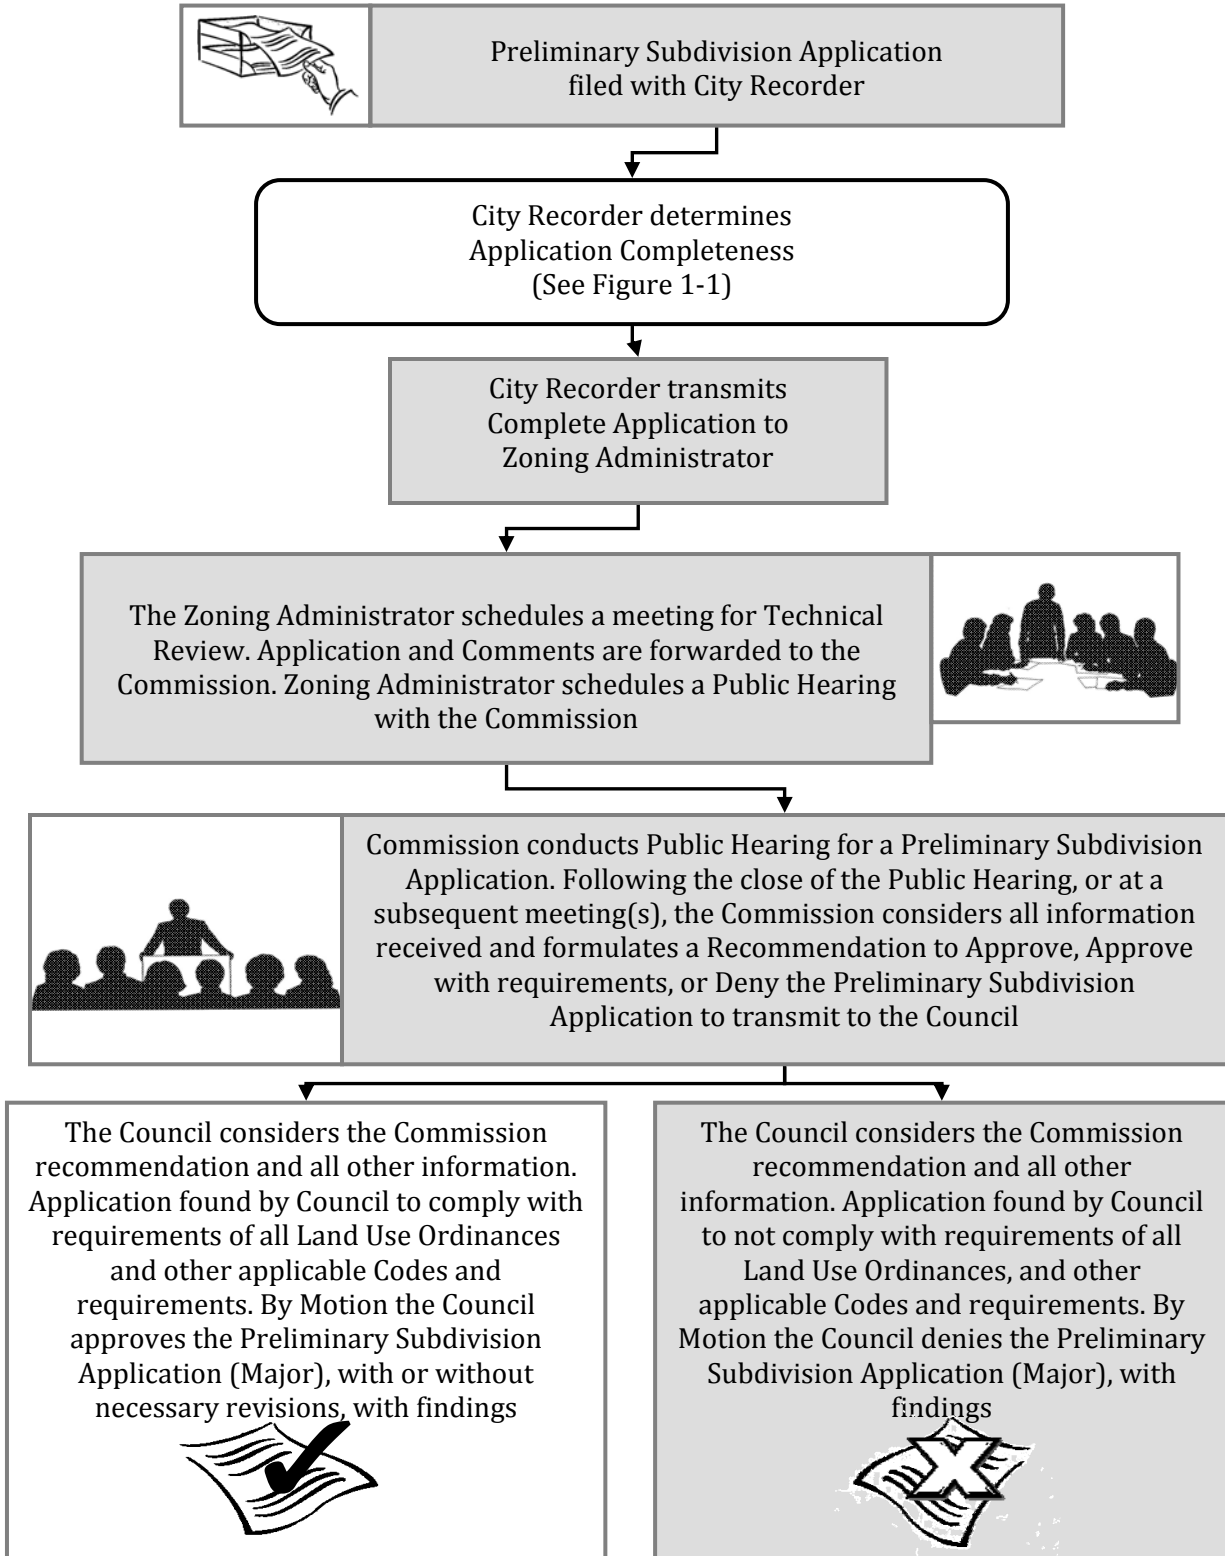 Preliminary Subdivision Application
filed with City Recorder
City Recorder determines
Application Completeness
(See Figure 1-1)
City Recorder transmits
Complete Application to
Zoning Administrator
The Zoning Administrator schedules a meeting for Technical
Review. Application and Comments are forwarded to the
Commission. Zoning Administrator schedules a Public Hearing
with the Commission
Commission conducts Public Hearing for a Preliminary Subdivision
Application. Following the close of the Public Hearing, or at a
subsequent meeting(s), the Commission considers all information
received and formulates a Recommendation to Approve, Approve
with requirements, or Deny the Preliminary Subdivision
Application to transmit to the Council
The Council considers the Commission
recommendation and all other information.
Application found by Council to comply with
requirements of all Land Use Ordinances
and other applicable Codes and
requirements. By Motion the Council
approves the Preliminary Subdivision
Application (Major), with or without
necessary revisions, with findings
The Council considers the Commission
recommendation and all other
information. Application found by Council
to not comply with requirements of all
Land Use Ordinances, and other
applicable Codes and requirements. By
Motion the Council denies the Preliminary
Subdivision Application (Major), with
findings